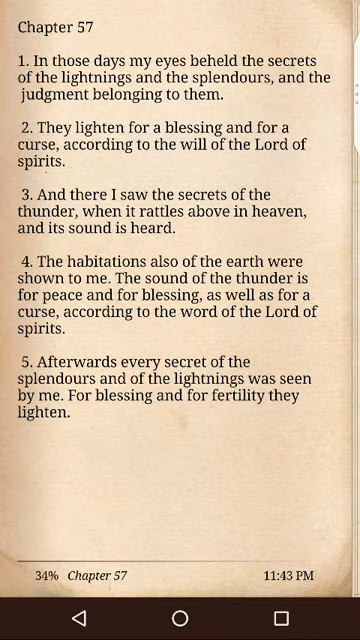 Chapter 57
1. In those days my eyes beheld the secrets
of the lightnings and the splendours, and the
judgment belonging to them.
2. They lighten for a blessing and for a
curse, according to the will of the Lord of
spirits.
3. And there I saw the secrets of the
thunder, when it rattles above in heaven,
and its sound is heard.
4. The habitations also of the earth were
shown to me. The sound of the thunder is
for peace and for blessing, as well as for a
curse, according to the word of the Lord of
spirits.
5. Afterwards every secret of the
splendours and of the lightnings was seen
by me. For blessing and for fertility they
lighten.
34% Chapter 57 11:43 PM